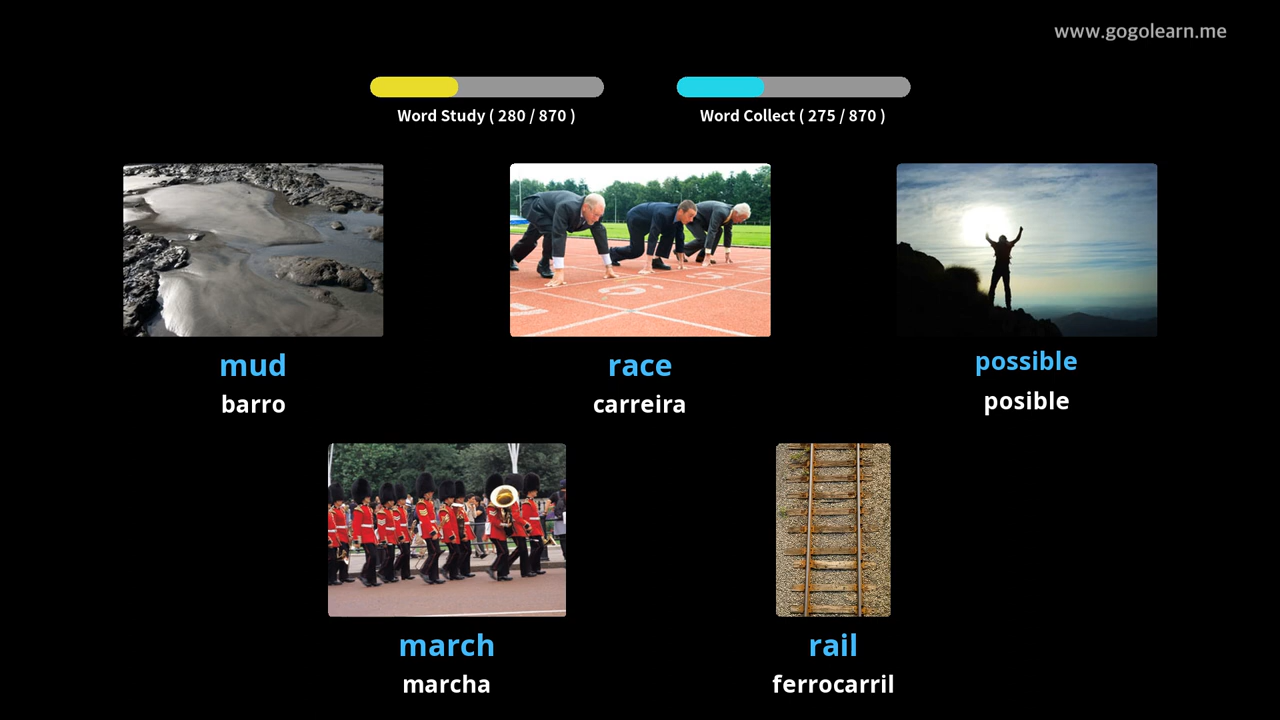 www.gogolearn.me
Word Study ( 280 / 870 )
Word Collect ( 275 / 870 )
mud
barro
race
carreira
possible
posible
march
marcha
rail
ferrocarril